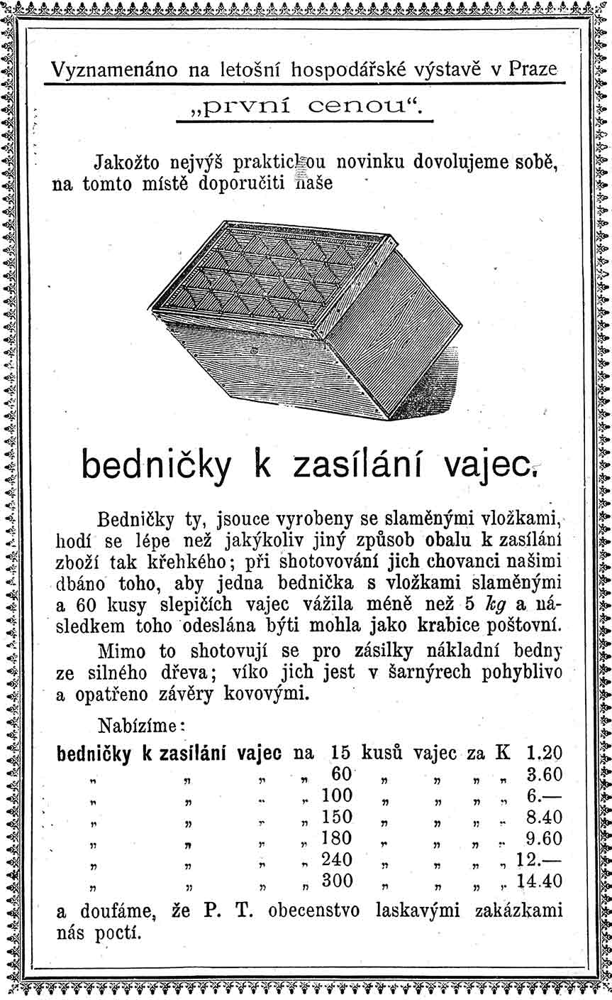 Vyznamenáno na letošní hospodářské výstavě v Praze
„první cenou“.
Jakožto nejvýš praktickou novinku dovolujeme sobě,
na tomto místě doporučiti naše
bedničky k zasílání vajec.
Bedničky ty, jsouce vyrobeny se slaměnými vložkami,
hodí se lépe než jakýkoliv jiný způsob obalu k zasílání
zboží tak křehkého; při shotovování jich chovanci našimi
dbáno toho, aby jedna bednička s vložkami slaměnými
a 60 kusy slepičích vajec vážila méně než 5 kg a ná-
sledkem toho odeslána býti mohla jako krabice poštovní.
Mimo to shotovují se pro zásilky nákladní bedny
ze silného dřeva; víko jich jest v šarnýrech pohyblivo
a opatřeno závěry kovovými.
Nabízíme:
bedničky k zasílání vajec na 15 kusů vajec za K 1.20
„ „ „ „ 60 „ „ „ „ 3.60
„ „ „ „ 100 „ „ „ „ 6.—
„ „ „ „ 150 „ „ „ „ 8.40
„ „ „ „ 180 „ „ „ „ 9.60
„ „ „ „ 240 „ „ „ „ 12.—
„ „ „ „ 300 „ „ „ „ 14.40
a doufáme, že P. T. obecenstvo laskavými zakázkami
nás poctí.